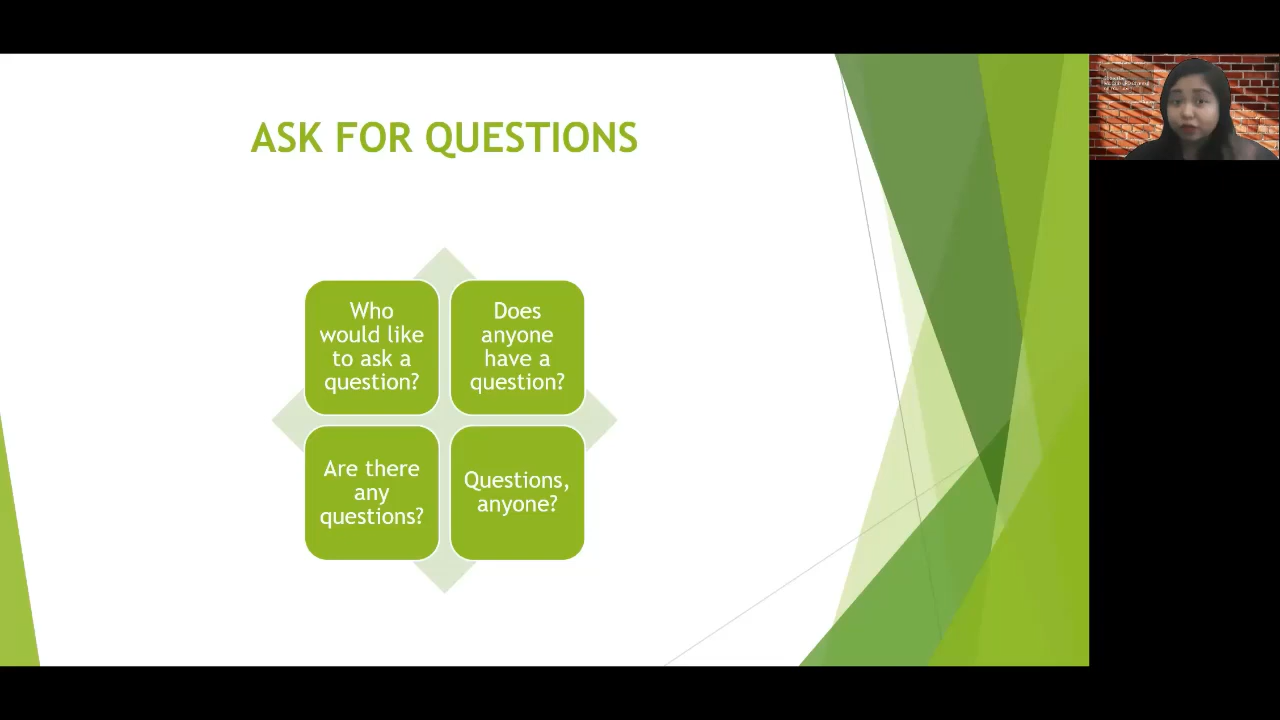 ASK FOR QUESTIONS
Who
would like
to ask a
question?
Does
anyone
have a
question?
Are there
any
questions?
Questions,
anyone?